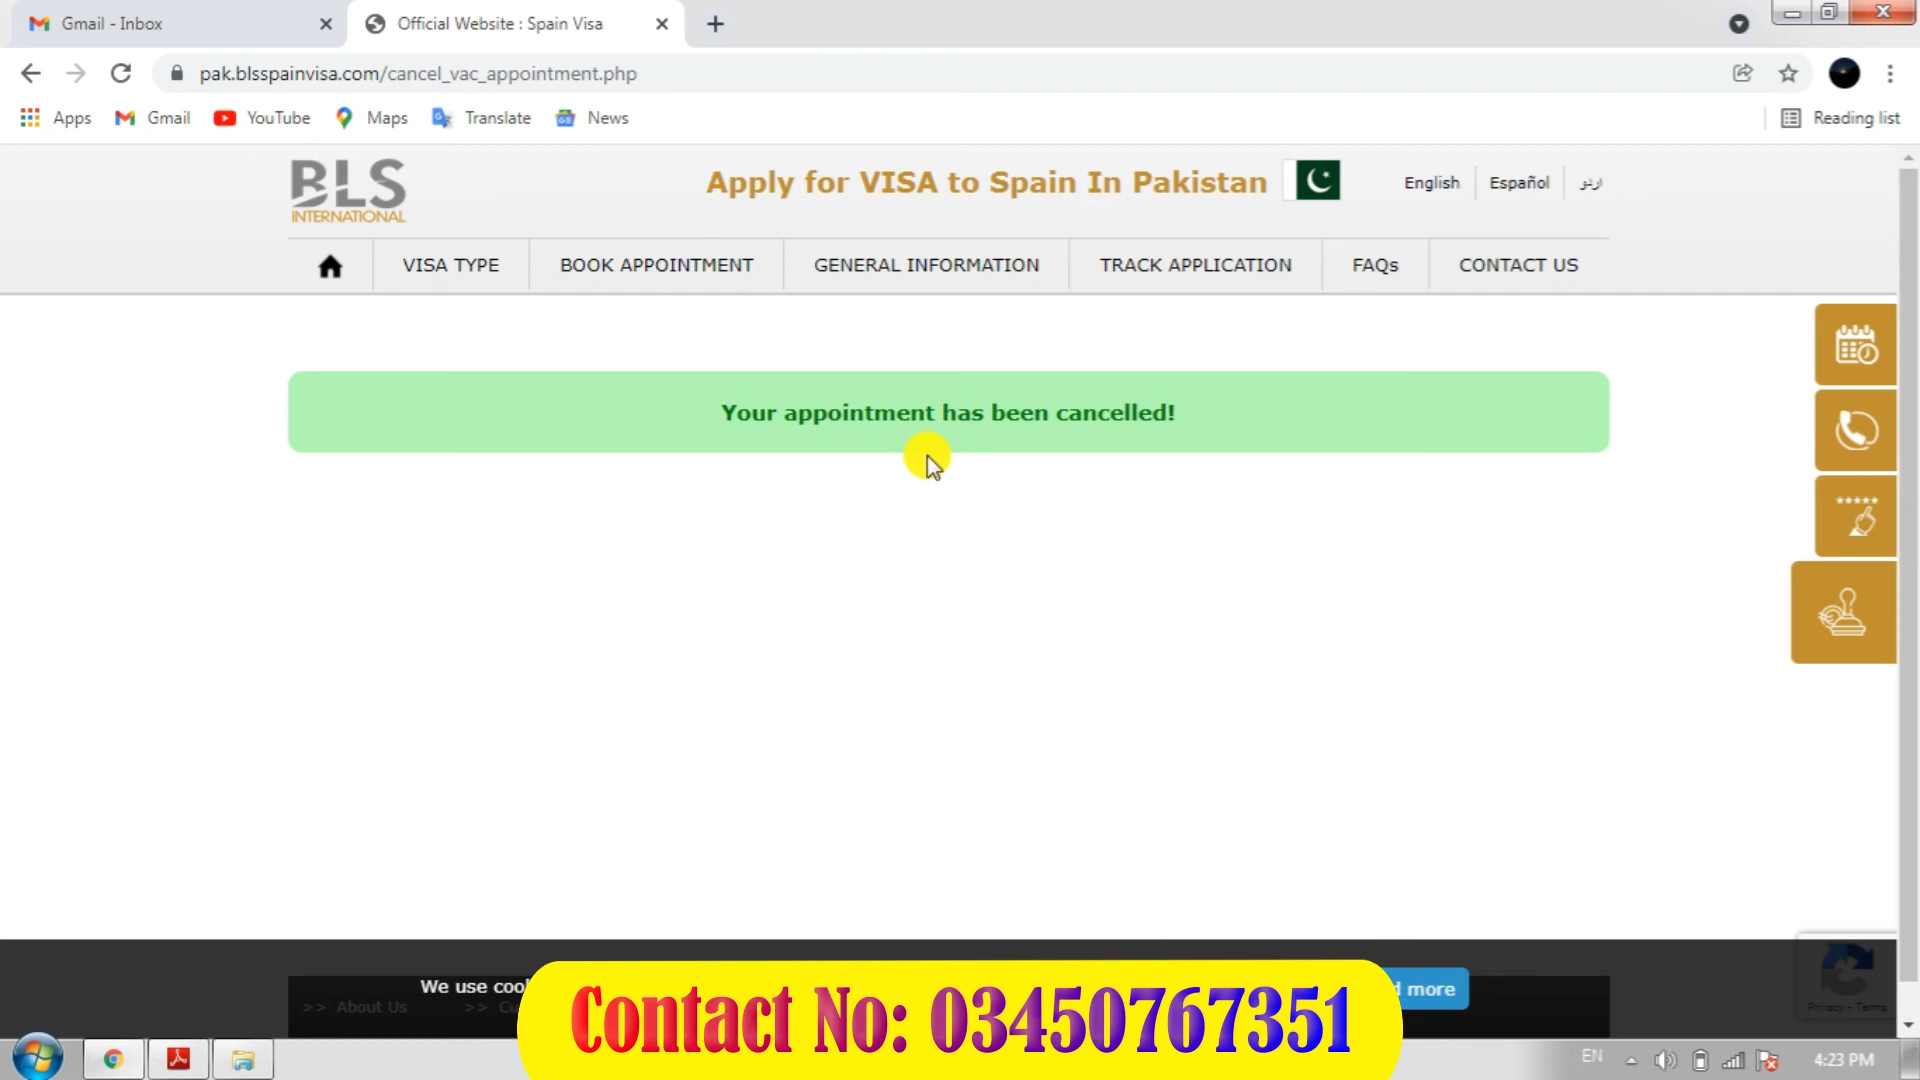 Gmail - Inbox
Official Website : Spain Visa
pak.blsspainvisa.com/cancel_vac_appointment.php
Apps
Gmail
YouTube
Maps
Translate
News
Reading list
BLS
INTERNATIONAL
Apply for VISA to Spain In Pakistan
English
Español
اردو
VISA TYPE
BOOK APPOINTMENT
GENERAL INFORMATION
TRACK APPLICATION
FAQs
CONTACT US
Your appointment has been cancelled!
We use
more
>> About Us
>>
Privacy - Terms
Contact No: 03450767351
EN
4:23 PM